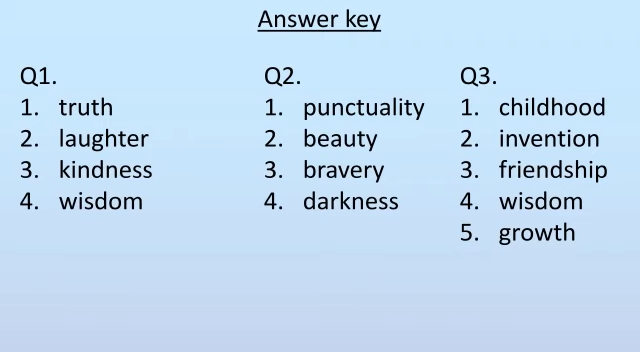 Answer key
Q1.
1. truth
2. laughter
3. kindness
4. wisdom
Q2.
1. punctuality
2. beauty
3. bravery
4. darkness
Q3.
1. childhood
2. invention
3. friendship
4. wisdom
5. growth